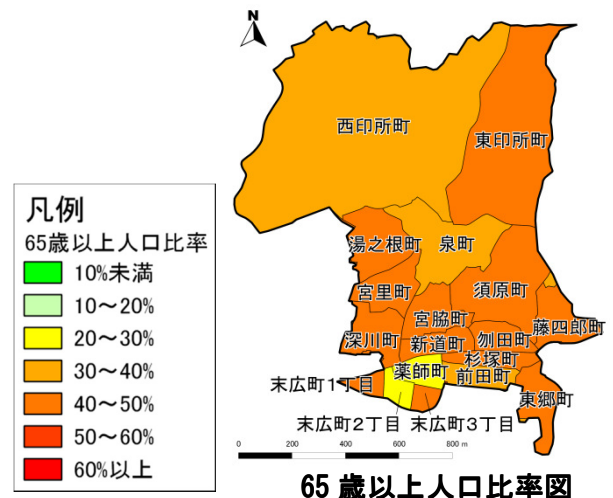 N
西印所町
東印所町
凡例
65歳以上人口比率
10%未満
10～20%
20～30%
30～40%
40～50%
50～60%
60%以上
湯之根町
泉町
宮里町
須原町
宮脇町
藤四郎町
深川町
新道町
刎田町
杉塚町
薬師町
前田町
末広町1丁目
東郷町
末広町2丁目
末広町3丁目
0 200 400 600 800 m
65 歳以上人口比率図